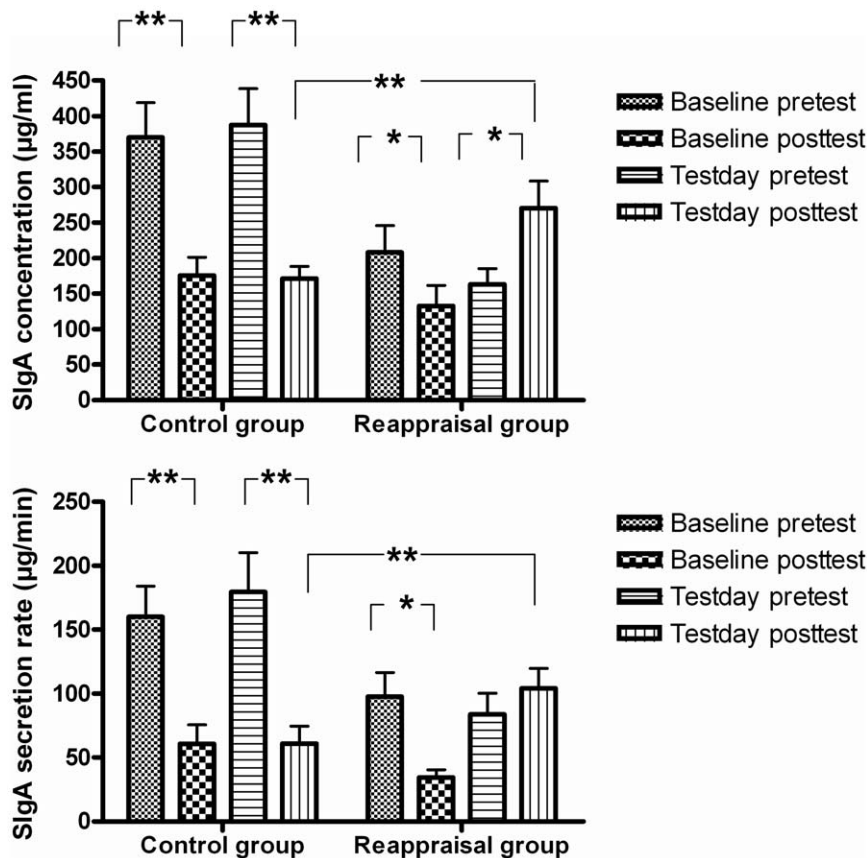 ** **
**
* *
SIgA concentration (µg/ml)
450
400
350
300
250
200
150
100
50
0
Control group Reappraisal group
Baseline pretest
Baseline posttest
Testday pretest
Testday posttest
** **
**
*
SIgA secretion rate (µg/min)
250
200
150
100
50
0
Control group Reappraisal group
Baseline pretest
Baseline posttest
Testday pretest
Testday posttest